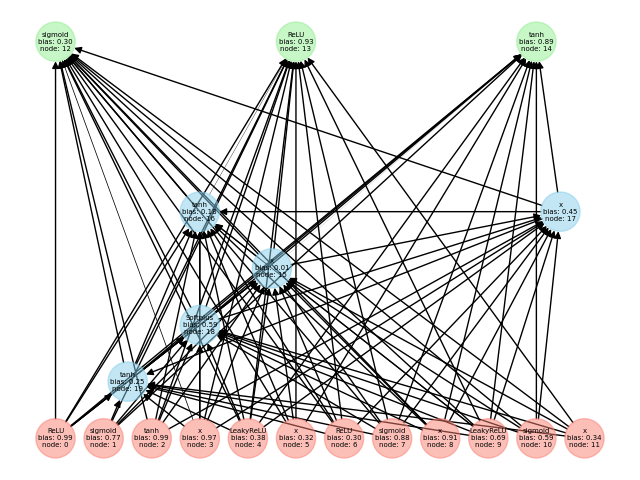 sigmoid
bias: 0.30
node: 12
ReLU
bias: 0.93
node: 13
tanh
bias: 0.89
node: 14
tanh
node: 16
x
bias: 0.45
node: 17
bias: 0.01
node: 15
Softplus
bias: 0.59
node: 18
tanh
bias: 0.25
node: 19
ReLU
bias: 0.99
node: 0
sigmoid
bias: 0.77
node: 1
tanh
bias: 0.99
node: 2
x
bias: 0.97
node: 3
LeakyReLU
bias: 0.38
node: 4
x
bias: 0.32
node: 5
ReLU
bias: 0.30
node: 6
sigmoid
bias: 0.88
node: 7
x
bias: 0.91
node: 8
LeakyReLU
bias: 0.69
node: 9
sigmoid
bias: 0.59
node: 10
x
bias: 0.34
node: 11